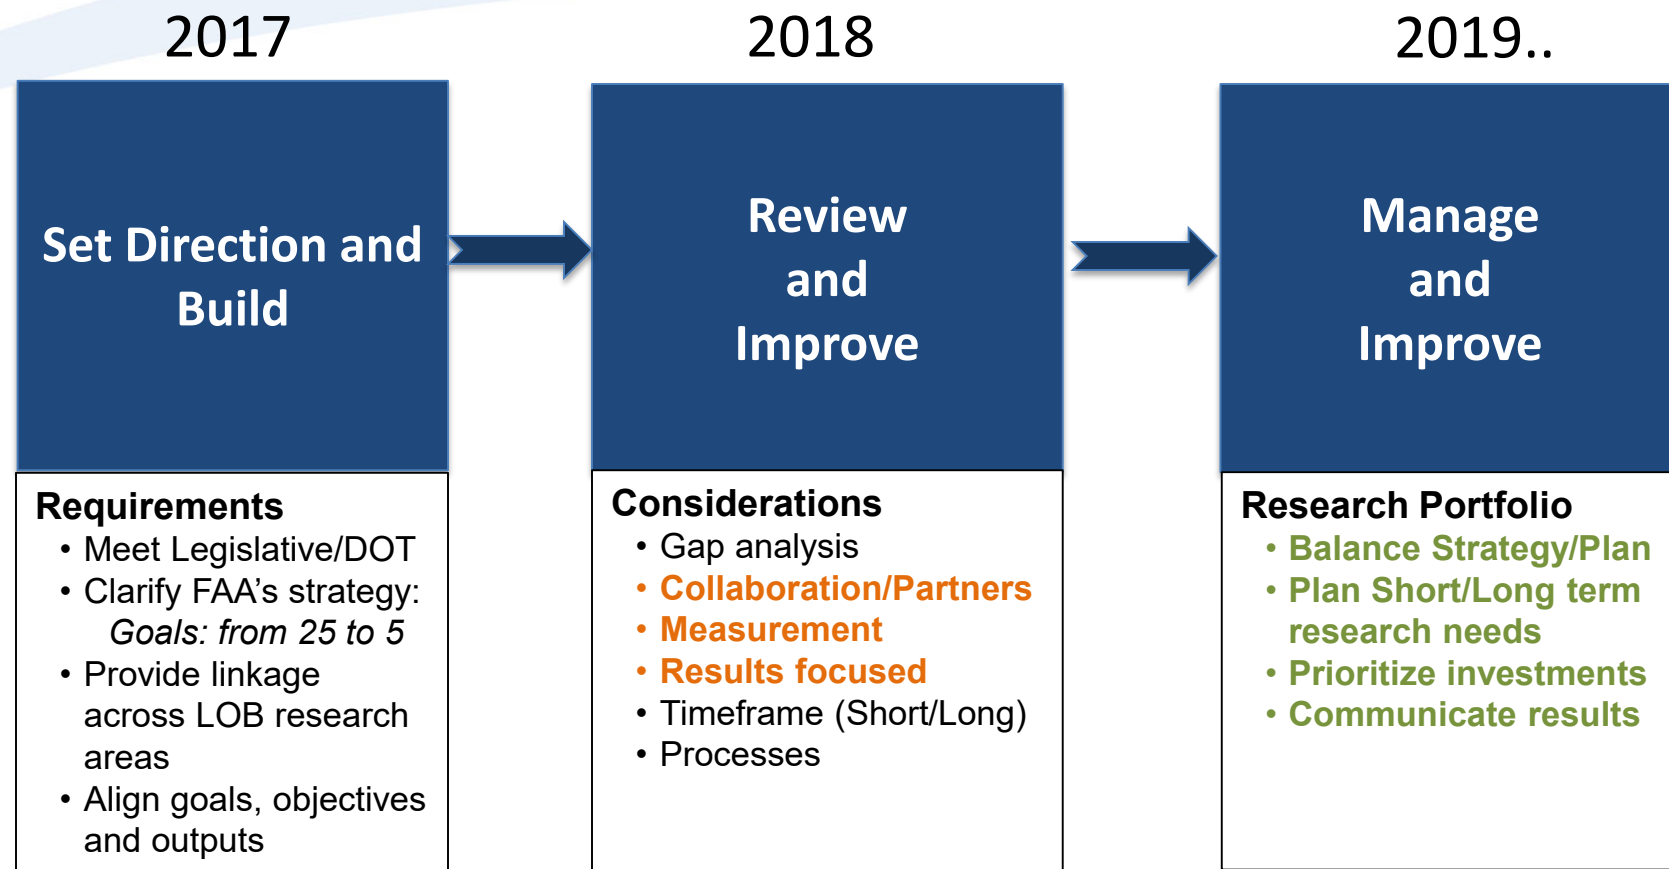 2017
2018
2019..
Set Direction and
Build
Review
and
Improve
Manage
and
Improve
Requirements
• Meet Legislative/DOT
• Clarify FAA's strategy:
Goals: from 25 to 5
• Provide linkage
across LOB research
areas
• Align goals, objectives
and outputs
Considerations
• Gap analysis
• Collaboration/Partners
• Measurement
• Results focused
• Timeframe (Short/Long)
• Processes
Research Portfolio
• Balance Strategy/Plan
• Plan Short/Long term
research needs
• Prioritize investments
• Communicate results